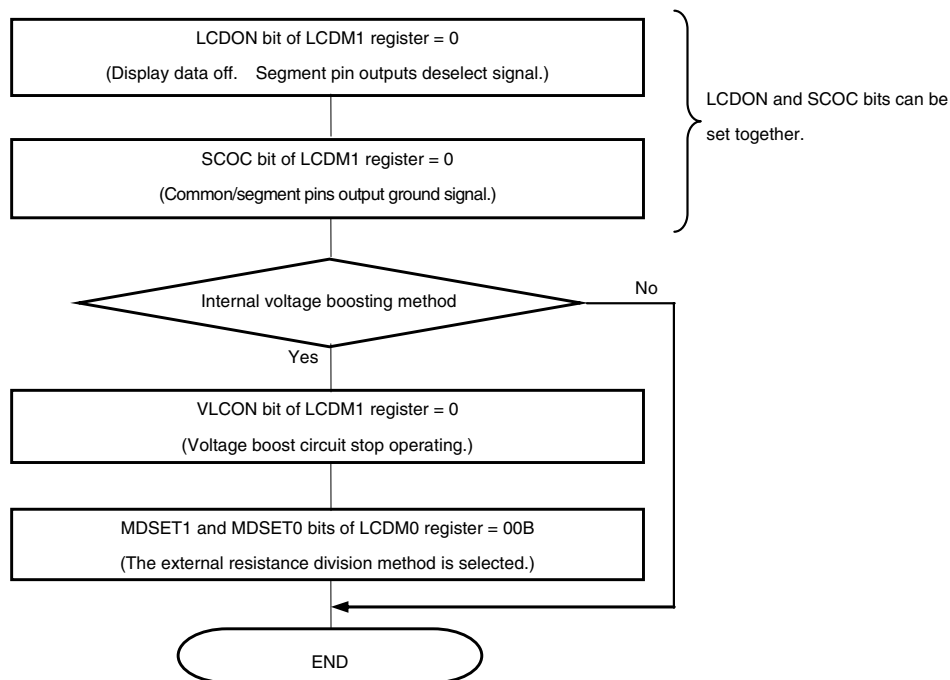 LCDON bit of LCDM1 register = 0
(Display data off. Segment pin outputs deselect signal.)
LCDON and SCOC bits can be
set together.
SCOC bit of LCDM1 register = 0
(Common/segment pins output ground signal.)
Internal voltage boosting method
No
Yes
VLCON bit of LCDM1 register = 0
(Voltage boost circuit stop operating.)
MDSET1 and MDSET0 bits of LCDM0 register = 00B
(The external resistance division method is selected.)
END